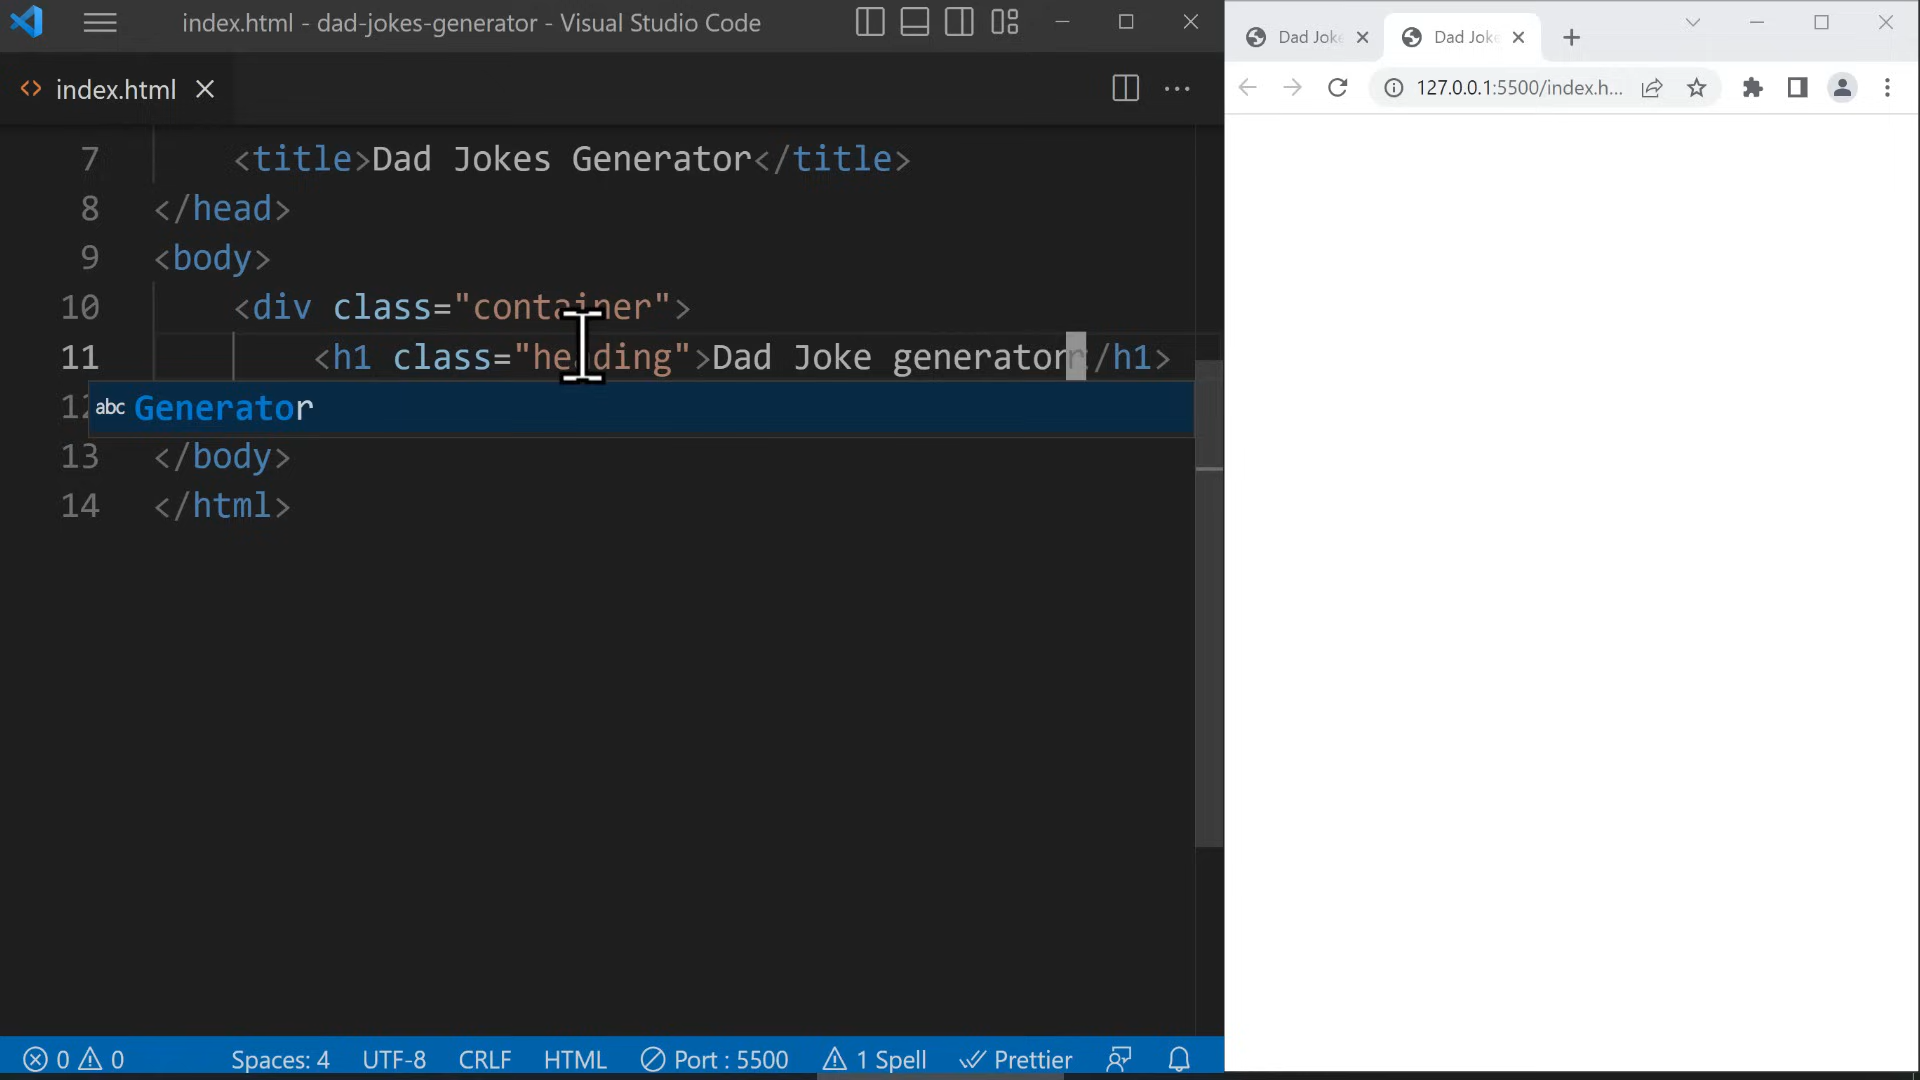 index.html - dad-jokes-generator - Visual Studio Code
index.html
7 <title>Dad Jokes Generator</title>
8 </head>
9 <body>
10 <div class="container">
11 <h1 class="heading">Dad Joke generator</h1>
abc Generator
13 </body>
14 </html>
0 0 Spaces: 4 UTF-8 CRLF HTML Port : 5500 1 Spell Prettier
Dad Joke Dad Joke
127.0.0.1:5500/index.h...